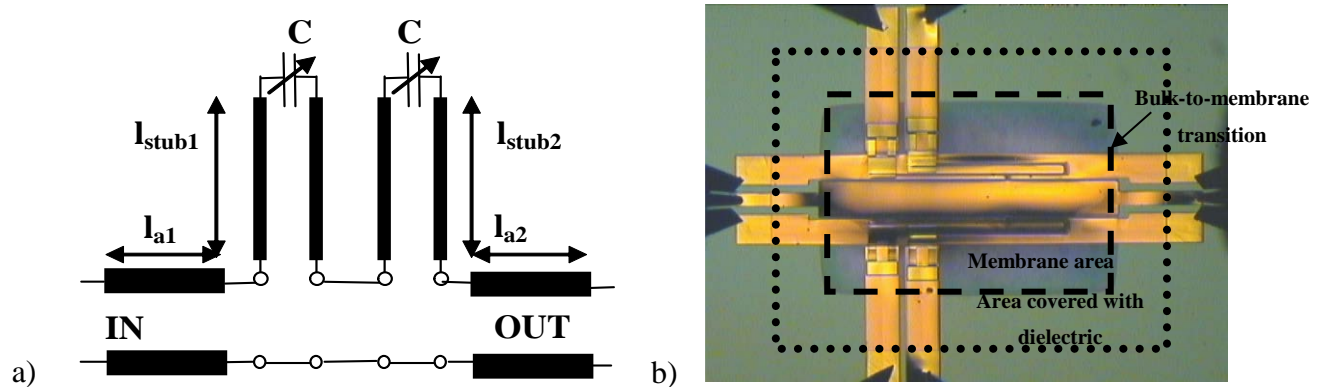 C C
l_stub1 l_stub2
l_a1 l_a2
IN OUT
a)
Bulk-to-membrane
transition
Membrane area
Area covered with
dielectric
b)